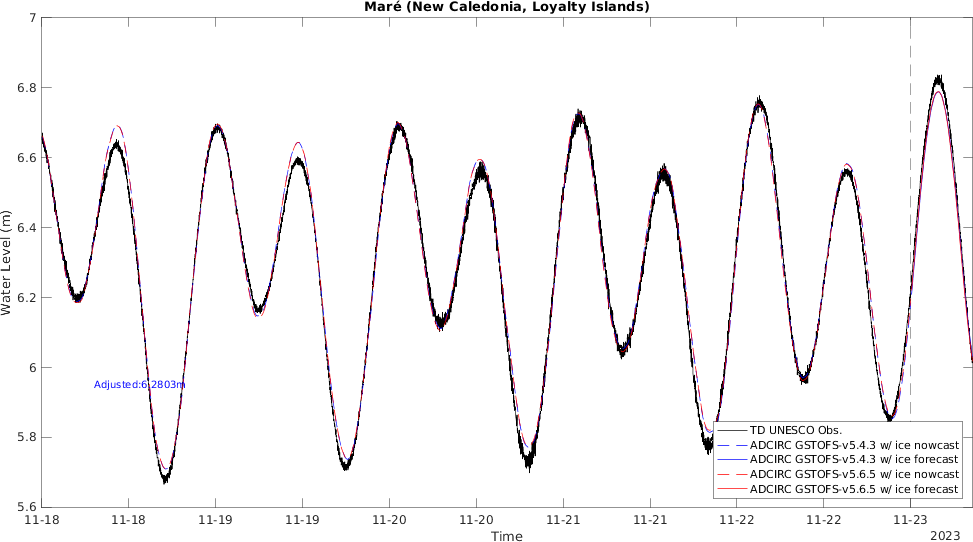 Maré (New Caledonia, Loyalty Islands)
7
6.8
6.6
6.4
6.2
6
5.8
5.6
Water Level (m)
Adjusted:6.2803m
TD UNESCO Obs.
ADCIRC GSTOFS-v5.4.3 w/ ice nowcast
ADCIRC GSTOFS-v5.4.3 w/ ice forecast
ADCIRC GSTOFS-v5.6.5 w/ ice nowcast
ADCIRC GSTOFS-v5.6.5 w/ ice forecast
11-18 11-18 11-19 11-19 11-20 11-20 11-21 11-21 11-22 11-22 11-23
Time
2023